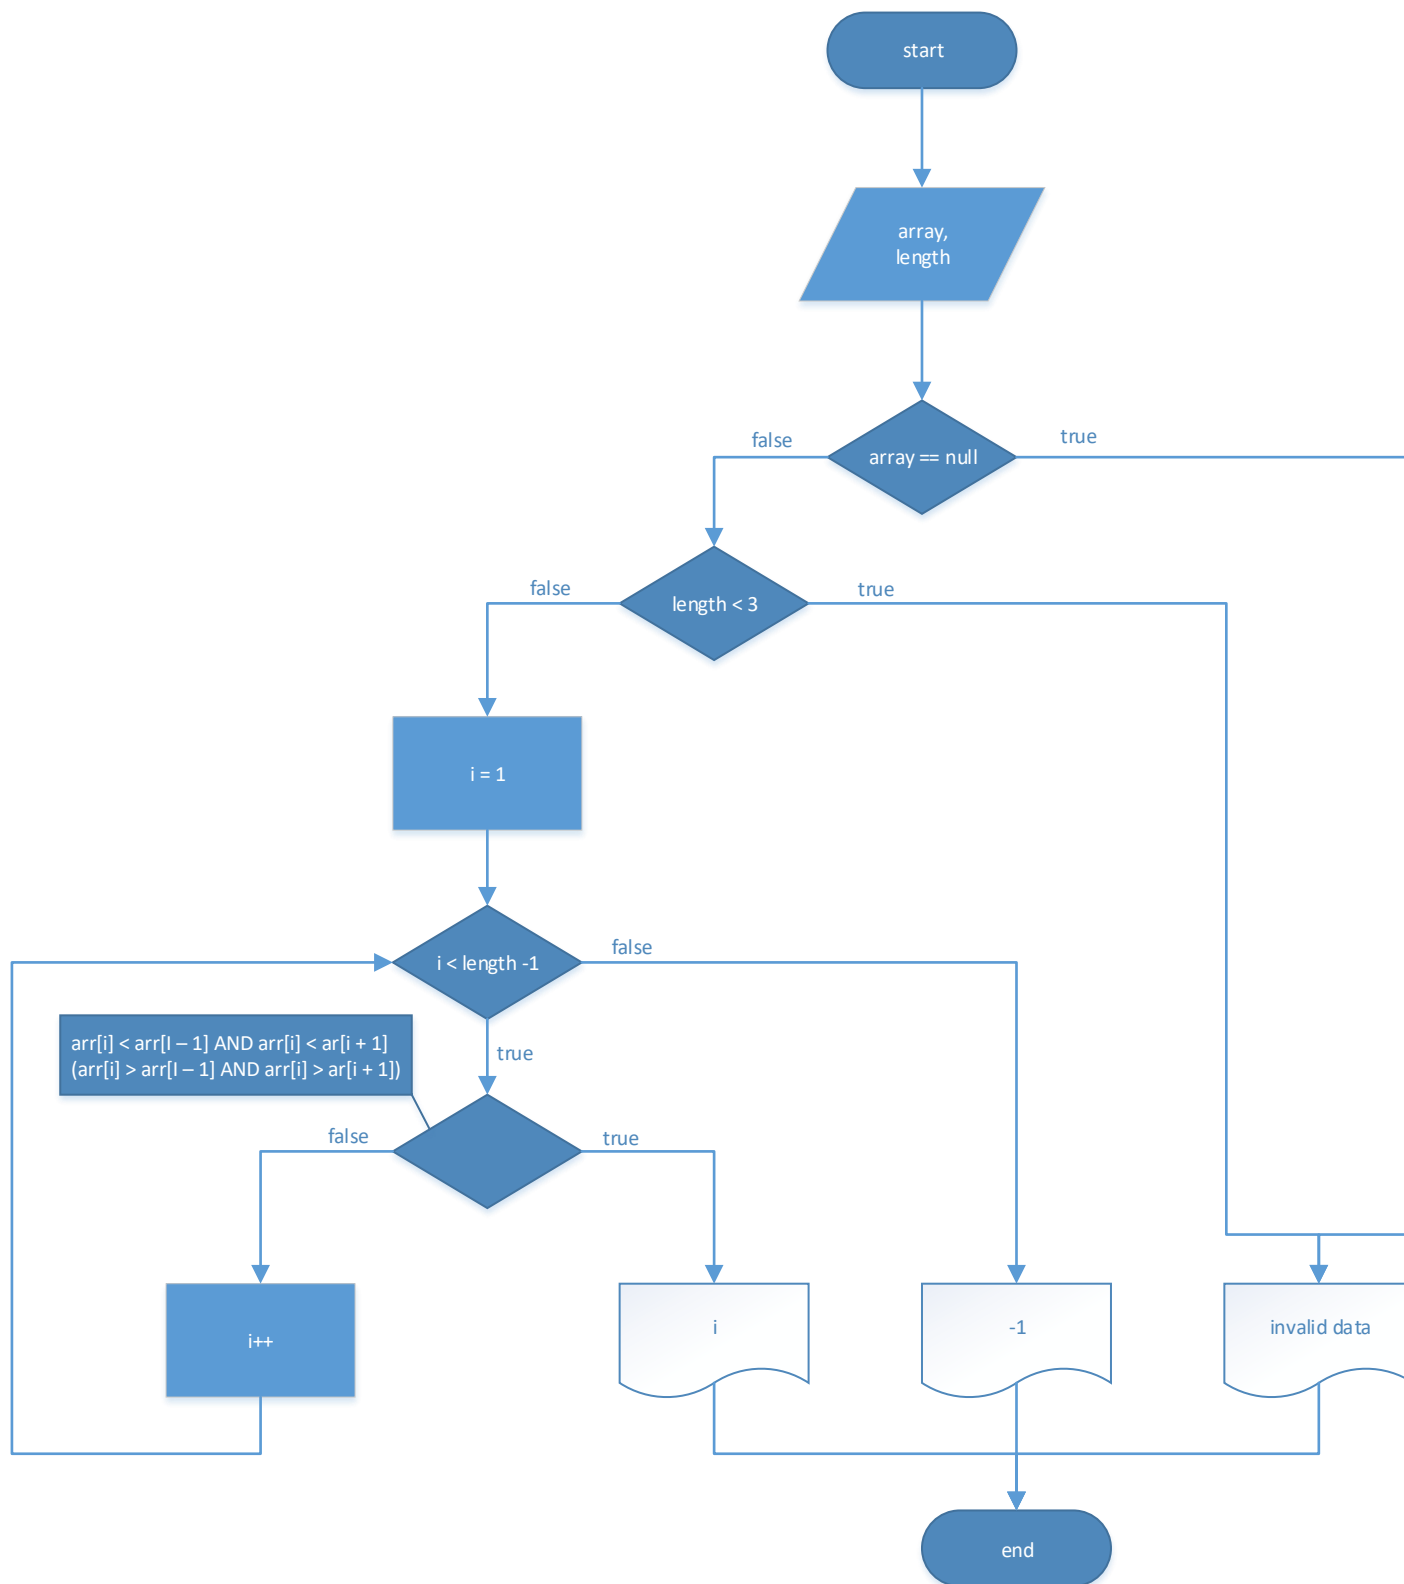 start
array,
length
array == null
false
true
length < 3
false
true
i = 1
i < length -1
false
true
arr[i] < arr[I – 1] AND arr[i] < ar[i + 1]
(arr[i] > arr[I – 1] AND arr[i] > ar[i + 1])
false
true
i++
i
-1
invalid data
end